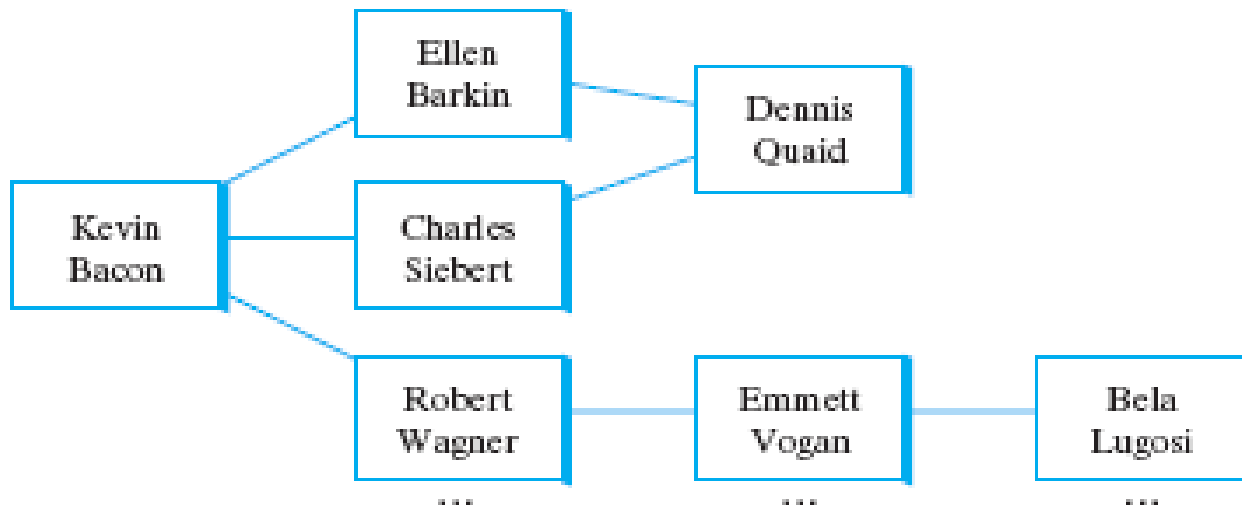 Ellen
Barkin
Dennis
Quaid
Kevin
Bacon
Charles
Siebert
Robert
Wagner
Emmett
Vogan
Bela
Lugosi